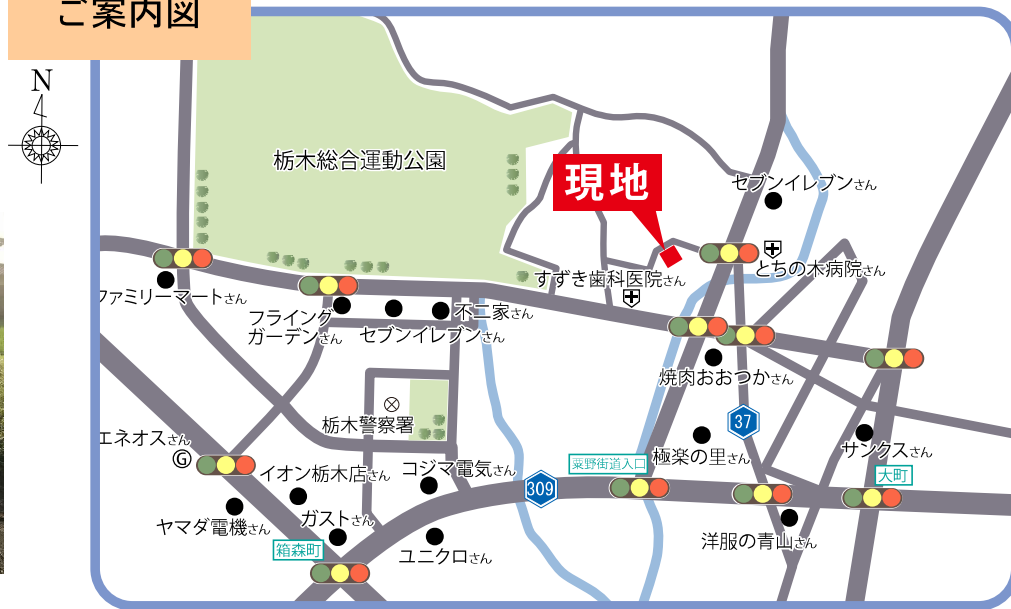 ご案内図
N
栃木総合運動公園
現地
セブンイレブンさん
とちの木病院さん
すずき歯科医院さん
ファミリーマートさん
フライング
ガーデンさん
不二家さん
セブンイレブンさん
焼肉おおつかさん
栃木警察署
37
エネオスさん
G
極楽の里さん
サンクスさん
粟野街道入口
大町
イオン栃木店さん
コジマ電気さん
309
ヤマダ電機さん
ガストさん
箱森町
ユニクロさん
洋服の青山さん